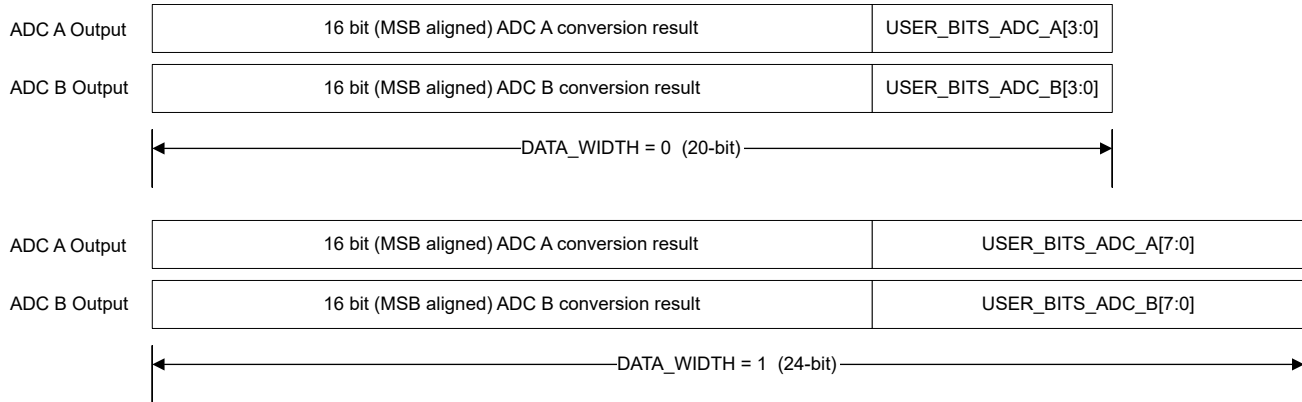 ADC A Output 16 bit (MSB aligned) ADC A conversion result USER_BITS_ADC_A[3:0]
ADC B Output 16 bit (MSB aligned) ADC B conversion result USER_BITS_ADC_B[3:0]
DATA_WIDTH = 0 (20-bit)
ADC A Output 16 bit (MSB aligned) ADC A conversion result USER_BITS_ADC_A[7:0]
ADC B Output 16 bit (MSB aligned) ADC B conversion result USER_BITS_ADC_B[7:0]
DATA_WIDTH = 1 (24-bit)